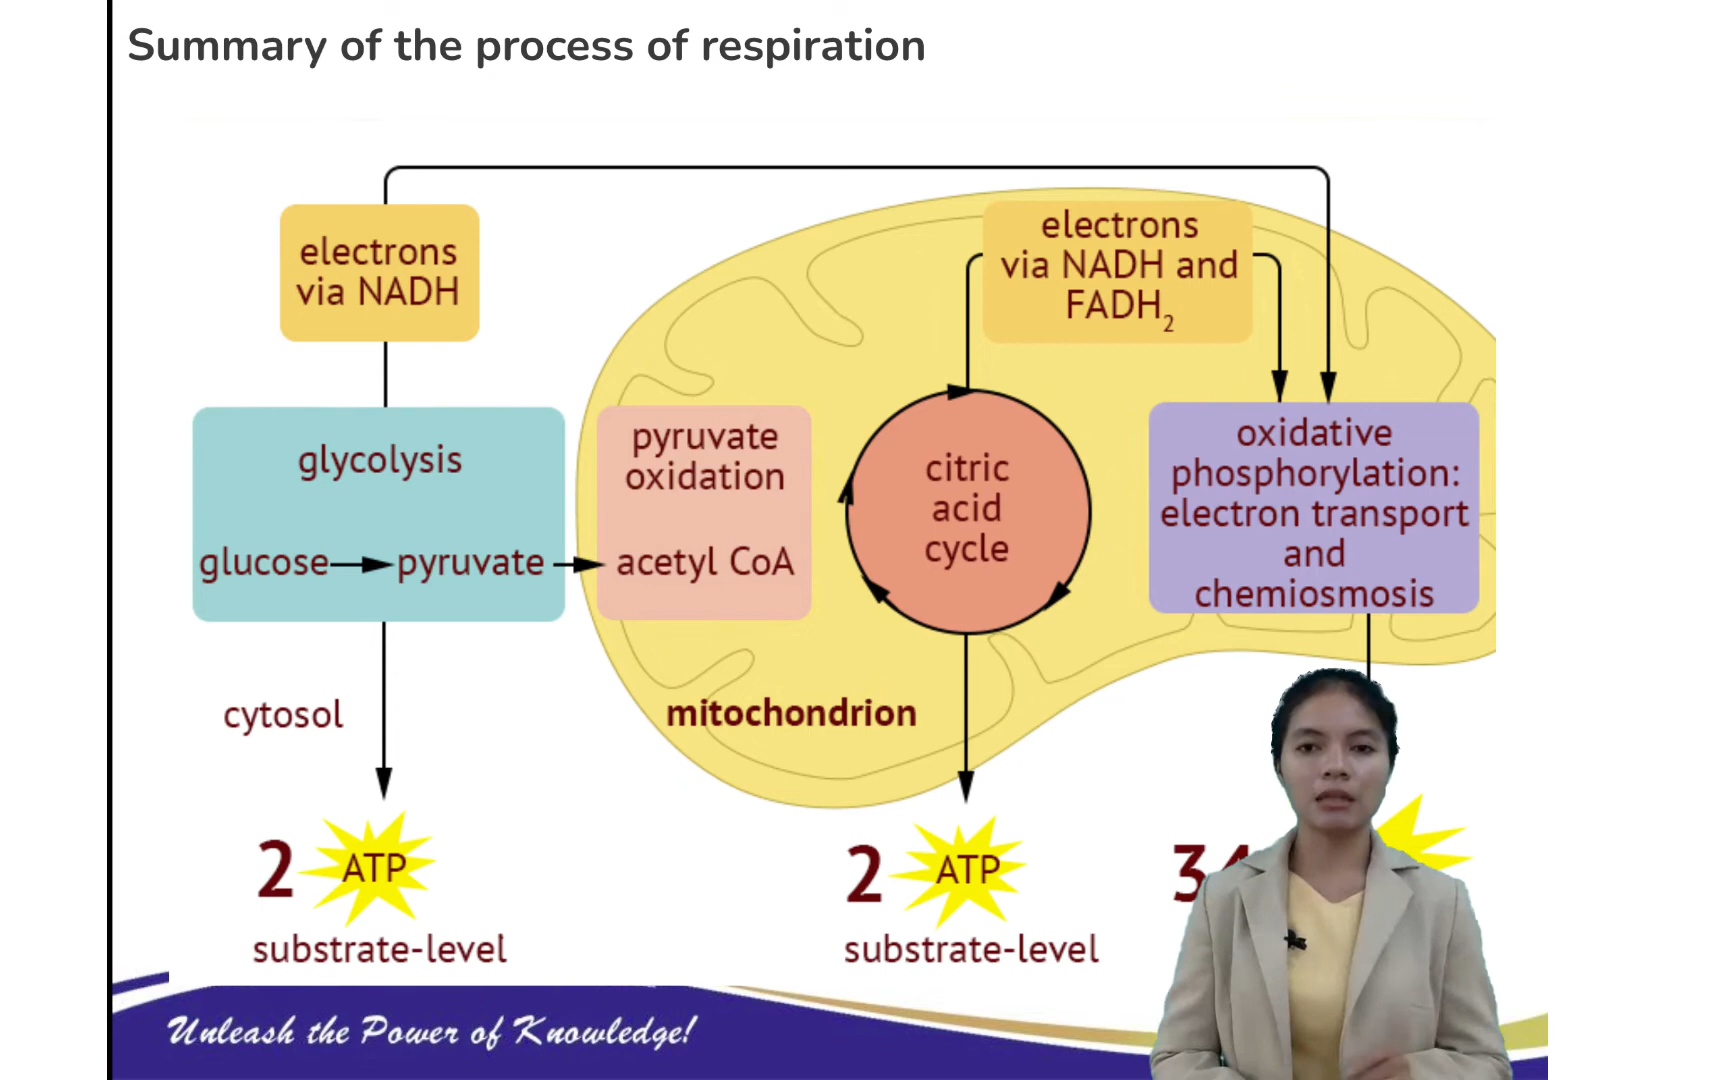 Summary of the process of respiration
electrons
via NADH
electrons
via NADH and
FADH2
glycolysis
glucose
pyruvate
pyruvate
oxidation
acetyl CoA
citric
acid
cycle
oxidative
phosphorylation:
electron transport
and
chemiosmosis
cytosol
mitochondrion
2 ATP
substrate-level
2 ATP
substrate-level
34
Unleash the Power of Knowledge!